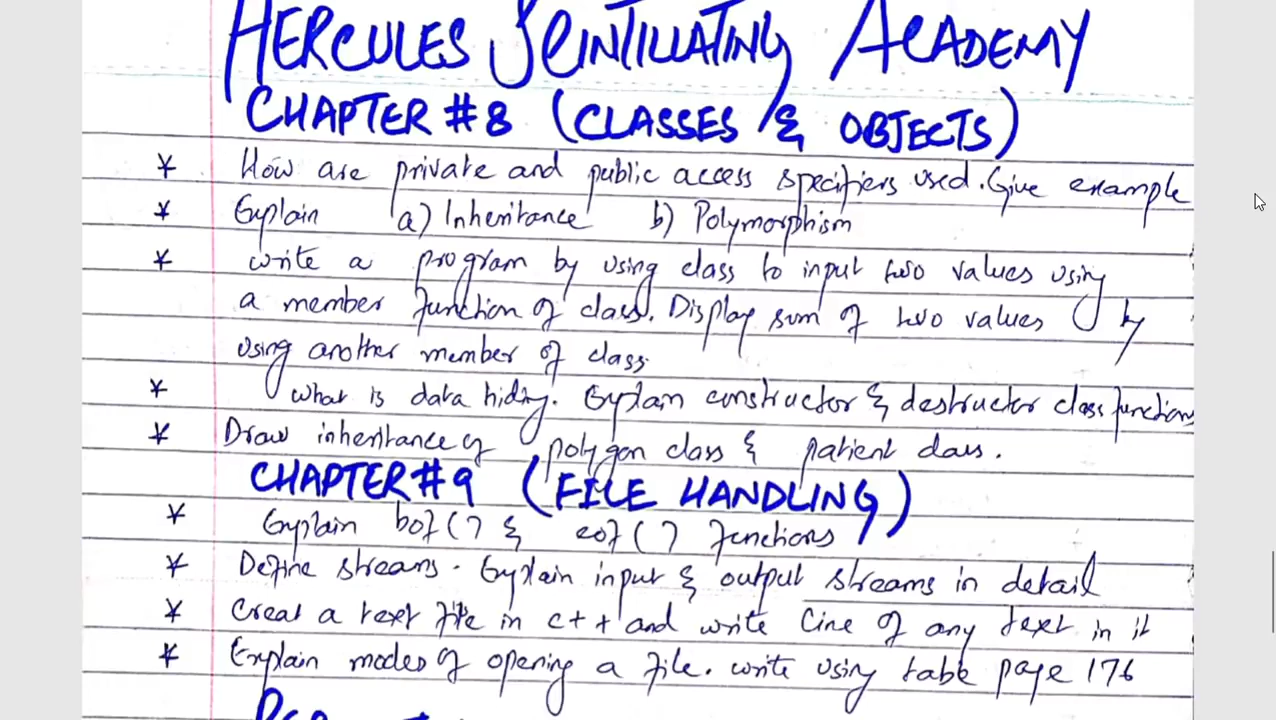 HERCULES SCINTILLATING ACADEMY
CHAPTER #8 (CLASSES & OBJECTS)
¥ How are private and public access specifiers used. Give example
¥ Explain a) Inheritance b) Polymorphism
¥ write a program by using class to input two values using
a member function of class. Display sum of two values by
using another member of class.
¥ what is data hiding. Explain constructor & destructor class functions
¥ Draw inheritance of polygon class & patient class.
CHAPTER #9 (FILE HANDLING)
¥ Explain bof() & eof() functions
¥ Define streams. Explain input & output streams in detail
¥ Creat a text file in c++ and write line of any text in it
¥ Explain modes of opening a file. write using table page 176